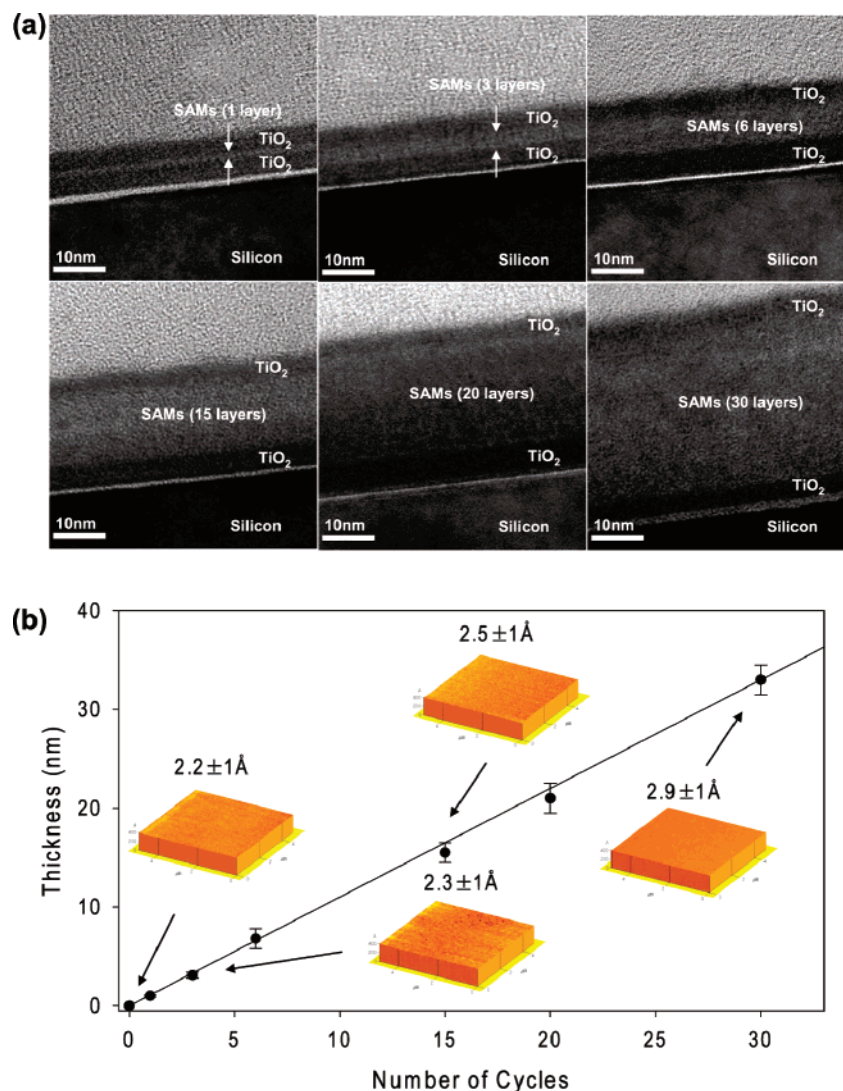 (a)
SAMs (1 layer)
TiO2
TiO2
10nm
Silicon
SAMs (3 layers)
TiO2
TiO2
10nm
Silicon
TiO2
SAMs (6 layers)
TiO2
10nm
Silicon
TiO2
SAMs (15 layers)
TiO2
10nm
Silicon
TiO2
SAMs (20 layers)
TiO2
10nm
Silicon
TiO2
SAMs (30 layers)
TiO2
10nm
Silicon
(b)
40
30
20
10
0
Thickness (nm)
2.5±1Å
2.2±1Å
2.9±1Å
2.3±1Å
0 5 10 15 20 25 30
Number of Cycles